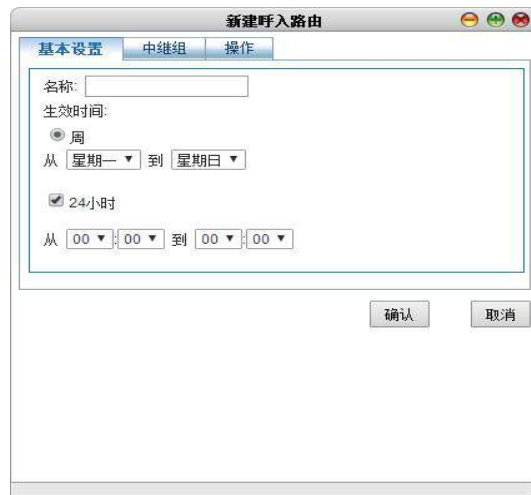 新建呼入路由
基本设置 中继组 操作
名称:
生效时间:
周
从 星期一 到 星期日
24小时
从 00 : 00 到 00 : 00
确认 取消